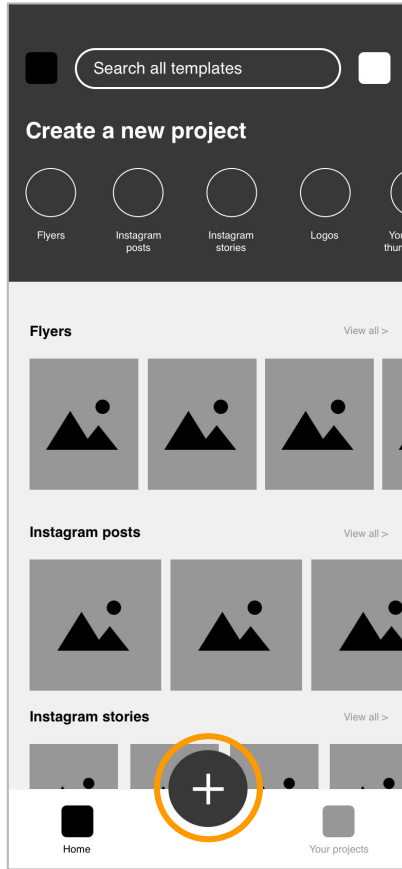 Search all templates
Create a new project
Flyers
Instagram
posts
Instagram
stories
Logos
Flyers
View all >
Instagram posts
View all >
Instagram stories
View all >
Home
Your projects